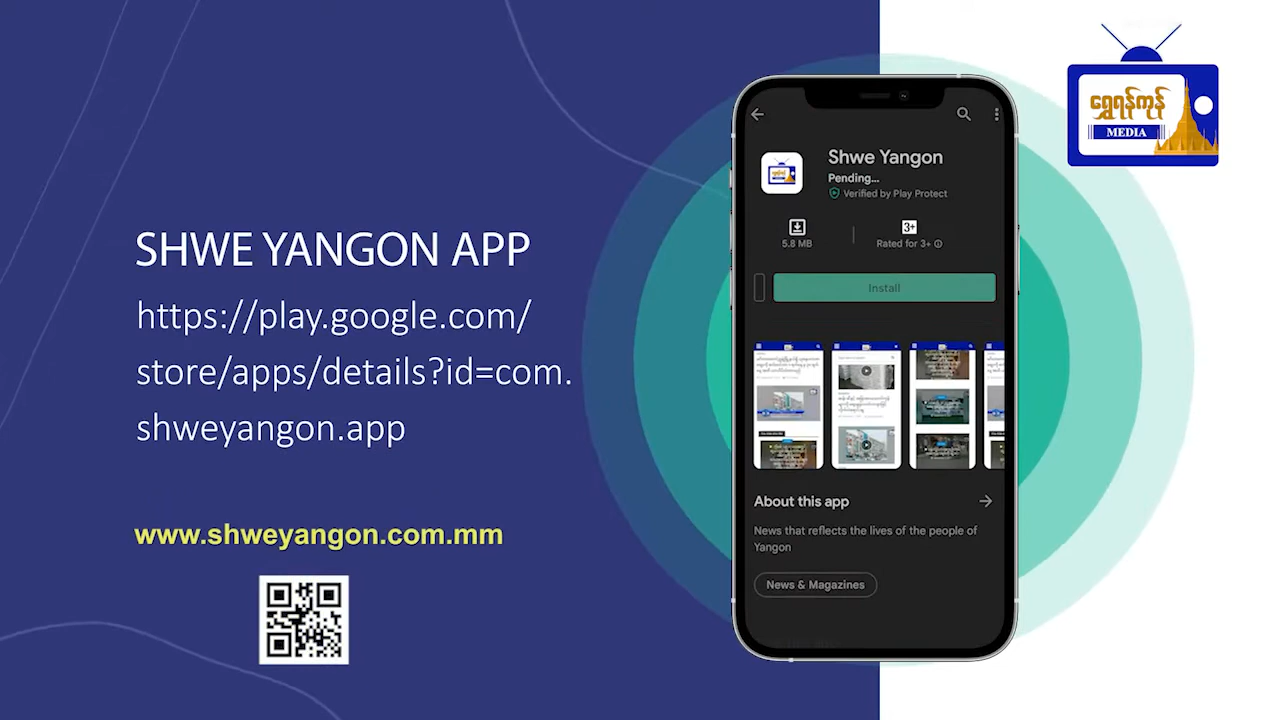 SHWE YANGON APP
https://play.google.com/
store/apps/details?id=com.
shweyangon.app
www.shweyangon.com.mm
ရွှေရန်ကုန်
MEDIA
Shwe Yangon
Pending...
Verified by Play Protect
5.8 MB
3+
Rated for 3+
Install
About this app
News that reflects the lives of the people of
Yangon
News & Magazines